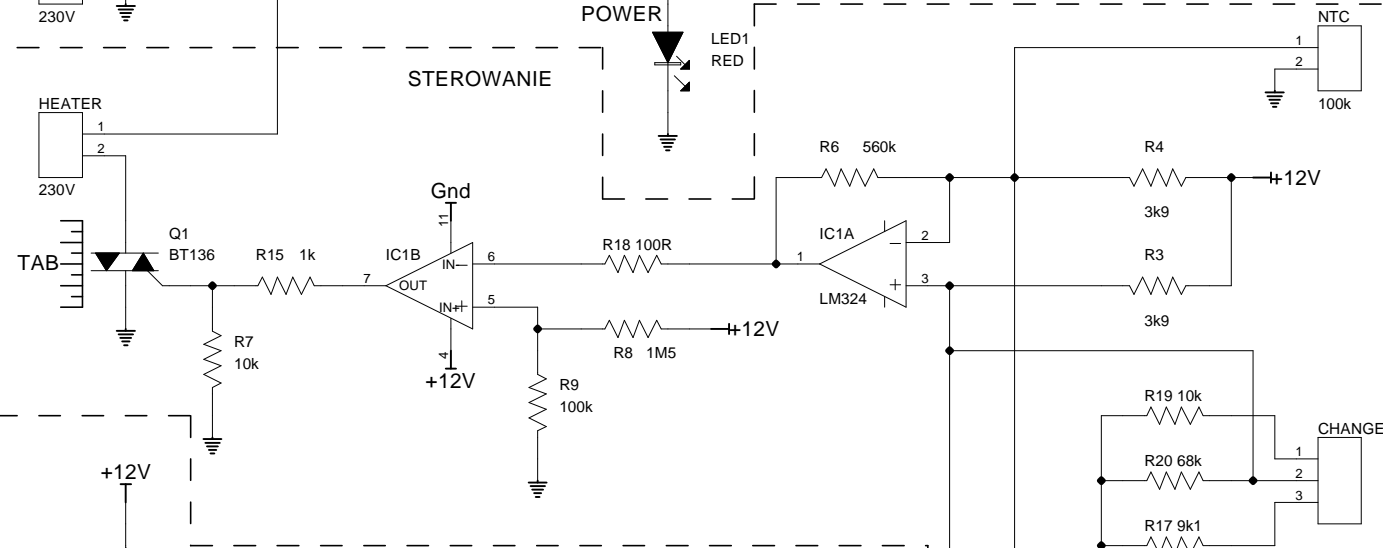 230V
POWER
LED1
RED
NTC
1
2
100k
STEROWANIE
HEATER
1
2
230V
R6 560k
R4
3k9
+12V
Gnd
11
TAB
Q1
BT136
R15 1k
7
IC1B
IN-
OUT
IN+
6
5
4
+12V
R18 100R
1
IC1A
LM324
2
3
R3
3k9
R7
10k
R8 1M5
+12V
R9
100k
R19 10k
R20 68k
R17 9k1
CHANGE
1
2
3
+12V